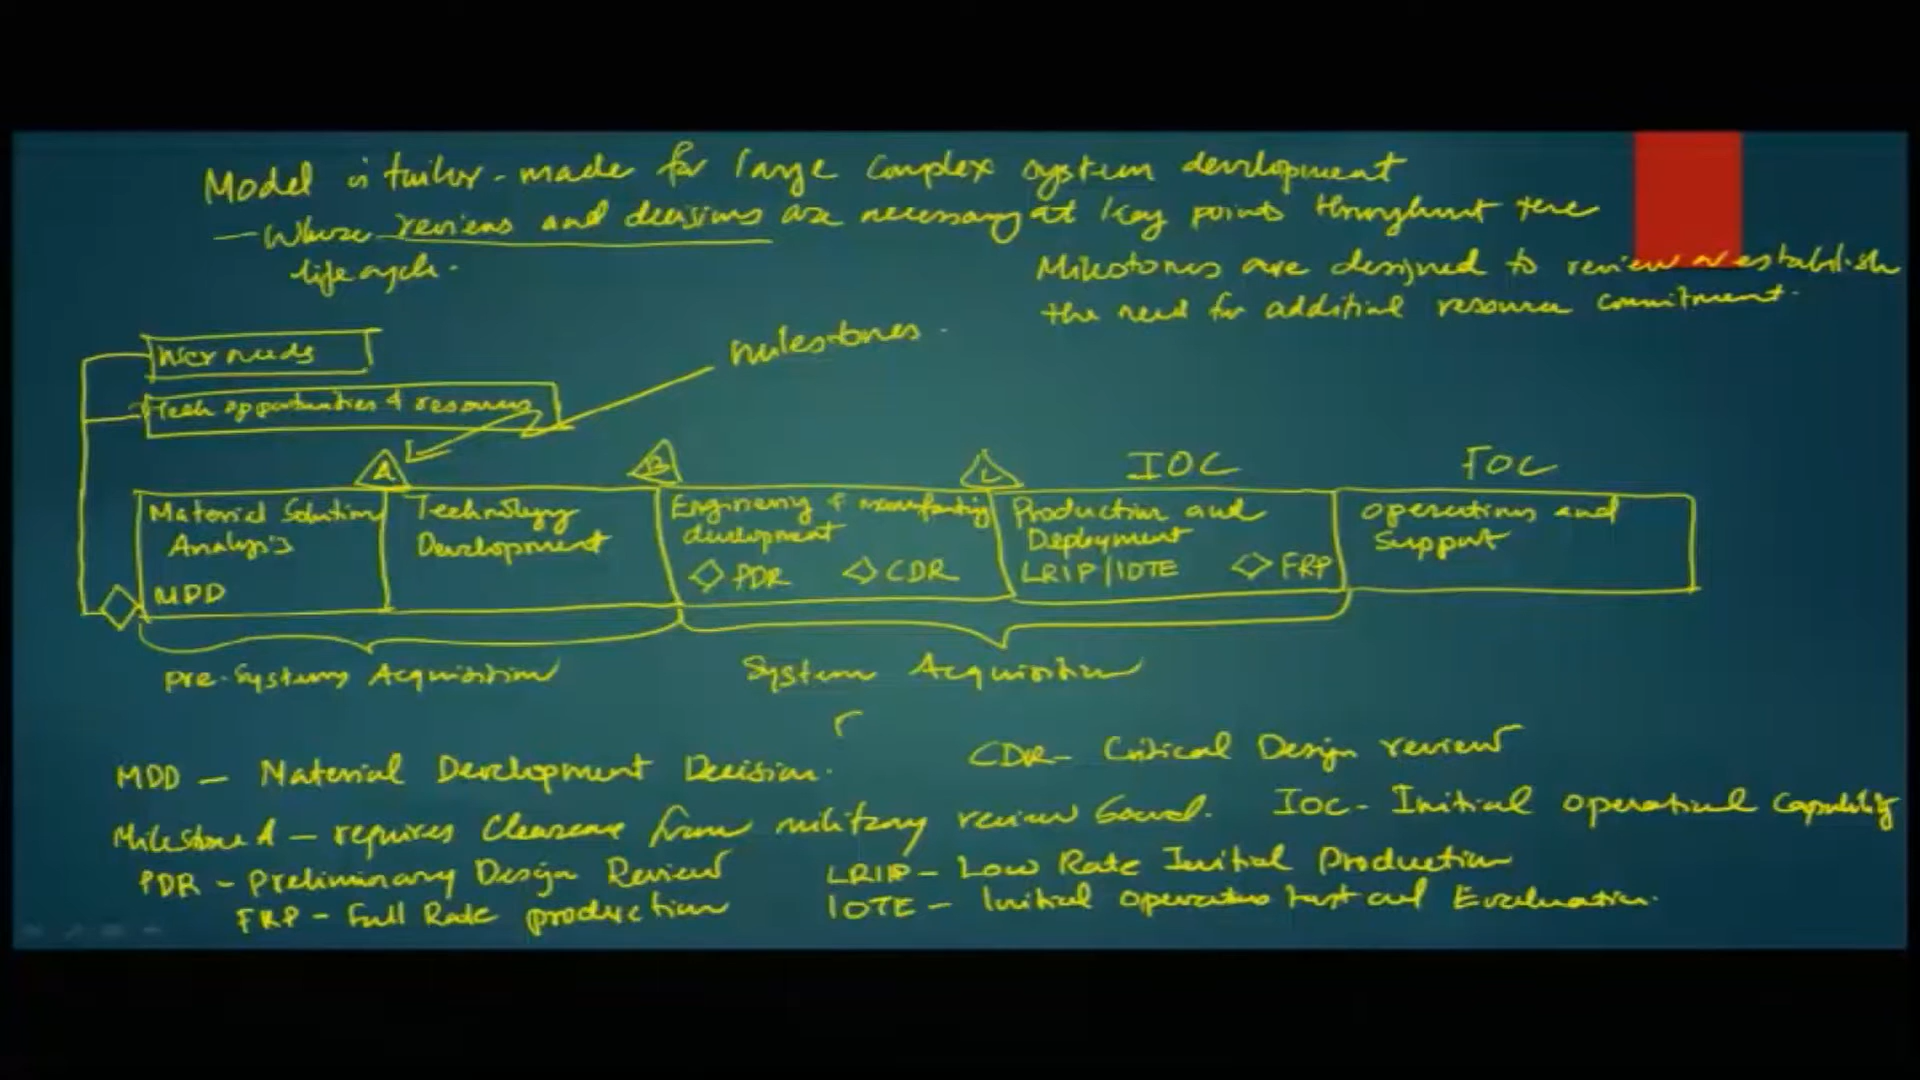 Model is tailor-made for large Complex system development
— Whose reviews and decisions are necessary at key points throughout the
life cycle.
Milestones are designed to review or establish
the need for additional resource commitment.
milestones.
User needs
Tech opportunities & resources
A
B
C
IOC
FOC
Material Solution Analysis
MDD
Technology Development
Engineering & manufacturing development
PDR
CDR
Production and Deployment
LRIP/IOTE
FRP
Operations and Support
Pre-Systems Acquisition
System Acquisition
MDD — Material Development Decision.
CDR — Critical Design review
Milestone A — requires Clearance from military review board.
IOC - Initial operational Capability
PDR - Preliminary Design Review
LRIP - Low Rate Initial Production
FRP - Full Rate production
IOTE - Initial operations test and Evaluation.